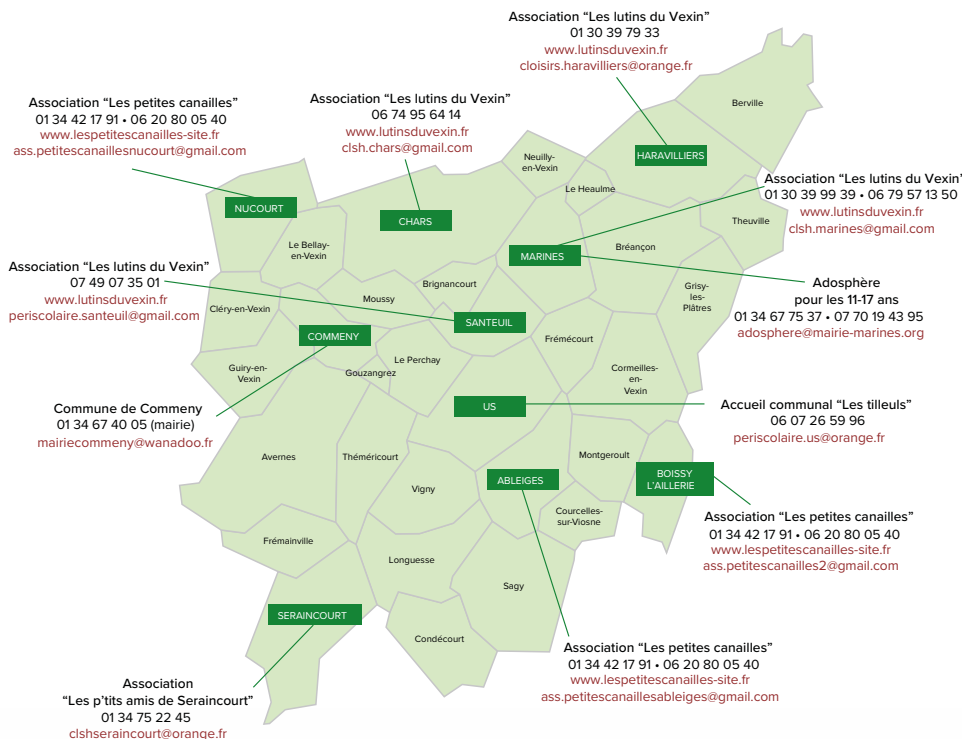 Association “Les lutins du Vexin”
01 30 39 79 33
www.lutinsduvexin.fr
cloisirs.haravilliers@orange.fr
Association “Les petites canailles”
01 34 42 17 91 • 06 20 80 05 40
www.lespetitescanailles-site.fr
ass.petitescanaillesnucourt@gmail.com
Association “Les lutins du Vexin”
06 74 95 64 14
www.lutinsduvexin.fr
clsh.chars@gmail.com
Berville
Neuilly-
en-Vexin
HARAVILLIERS
Le Heaulme
Association “Les lutins du Vexin”
01 30 39 99 39 • 06 79 57 13 50
www.lutinsduvexin.fr
clsh.marines@gmail.com
NUCOURT
CHARS
Theuville
Le Bellay-
en-Vexin
MARINES
Bréançon
Association “Les lutins du Vexin”
07 49 07 35 01
www.lutinsduvexin.fr
periscolaire.santeuil@gmail.com
Brignancourt
Moussy
Grisy-
les-
Plâtres
Adosphère
pour les 11-17 ans
01 34 67 75 37 • 07 70 19 43 95
adosphere@mairie-marines.org
Cléry-en-Vexin
COMMENY
SANTEUIL
Frémécourt
Le Perchay
Gouzangrez
Guiry-en-
Vexin
Cormeilles-
en-
Vexin
Commune de Commeny
01 34 67 40 05 (mairie)
mairiecommeny@wanadoo.fr
US
Accueil communal “Les tilleuls”
06 07 26 59 96
periscolaire.us@orange.fr
Avernes
Théméricourt
Montgeroult
Vigny
ABLEIGES
BOISSY
L’AILLERIE
Courcelles-
sur-Viosne
Association “Les petites canailles”
01 34 42 17 91 • 06 20 80 05 40
www.lespetitescanailles-site.fr
ass.petitescanailles2@gmail.com
Frémainville
Longuesse
Sagy
SERAINCOURT
Condécourt
Association “Les petites canailles”
01 34 42 17 91 • 06 20 80 05 40
www.lespetitescanailles-site.fr
ass.petitescanaillesableiges@gmail.com
Association
“Les p’tits amis de Seraincourt”
01 34 75 22 45
clshseraincourt@orange.fr